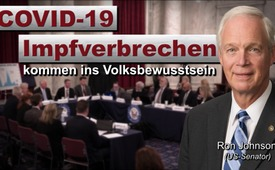 COVID-19
Impfverbrechen
kommen ins Volksbewusstsein
Ron Johnson
(US-Senator)